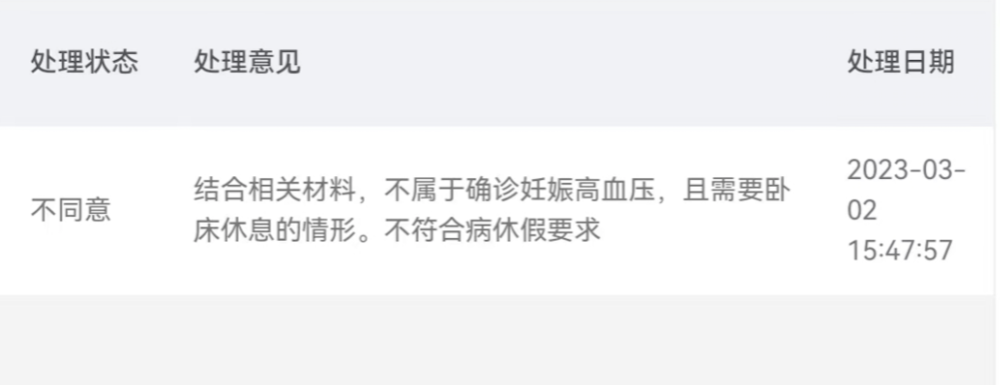 处理状态 处理意见 处理日期
不同意
结合相关材料，不属于确诊妊娠高血压，且需要卧
床休息的情形。不符合病休假要求
2023-03-
02
15:47:57